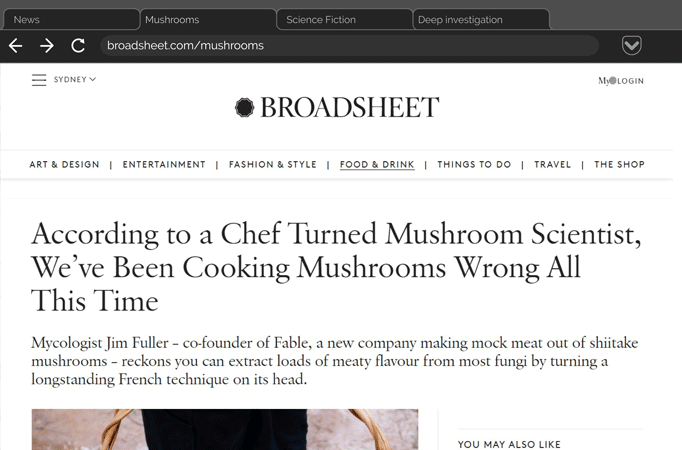 News
Mushrooms
Science Fiction
Deep investigation
broadsheet.com/mushrooms
SYDNEY
My LOGIN
BROADSHEET
ART & DESIGN | ENTERTAINMENT | FASHION & STYLE | FOOD & DRINK | THINGS TO DO | TRAVEL | THE SHOP
According to a Chef Turned Mushroom Scientist,
We’ve Been Cooking Mushrooms Wrong All
This Time
Mycologist Jim Fuller – co-founder of Fable, a new company making mock meat out of shiitake
mushrooms – reckons you can extract loads of meaty flavour from most fungi by turning a
longstanding French technique on its head.
YOU MAY ALSO LIKE